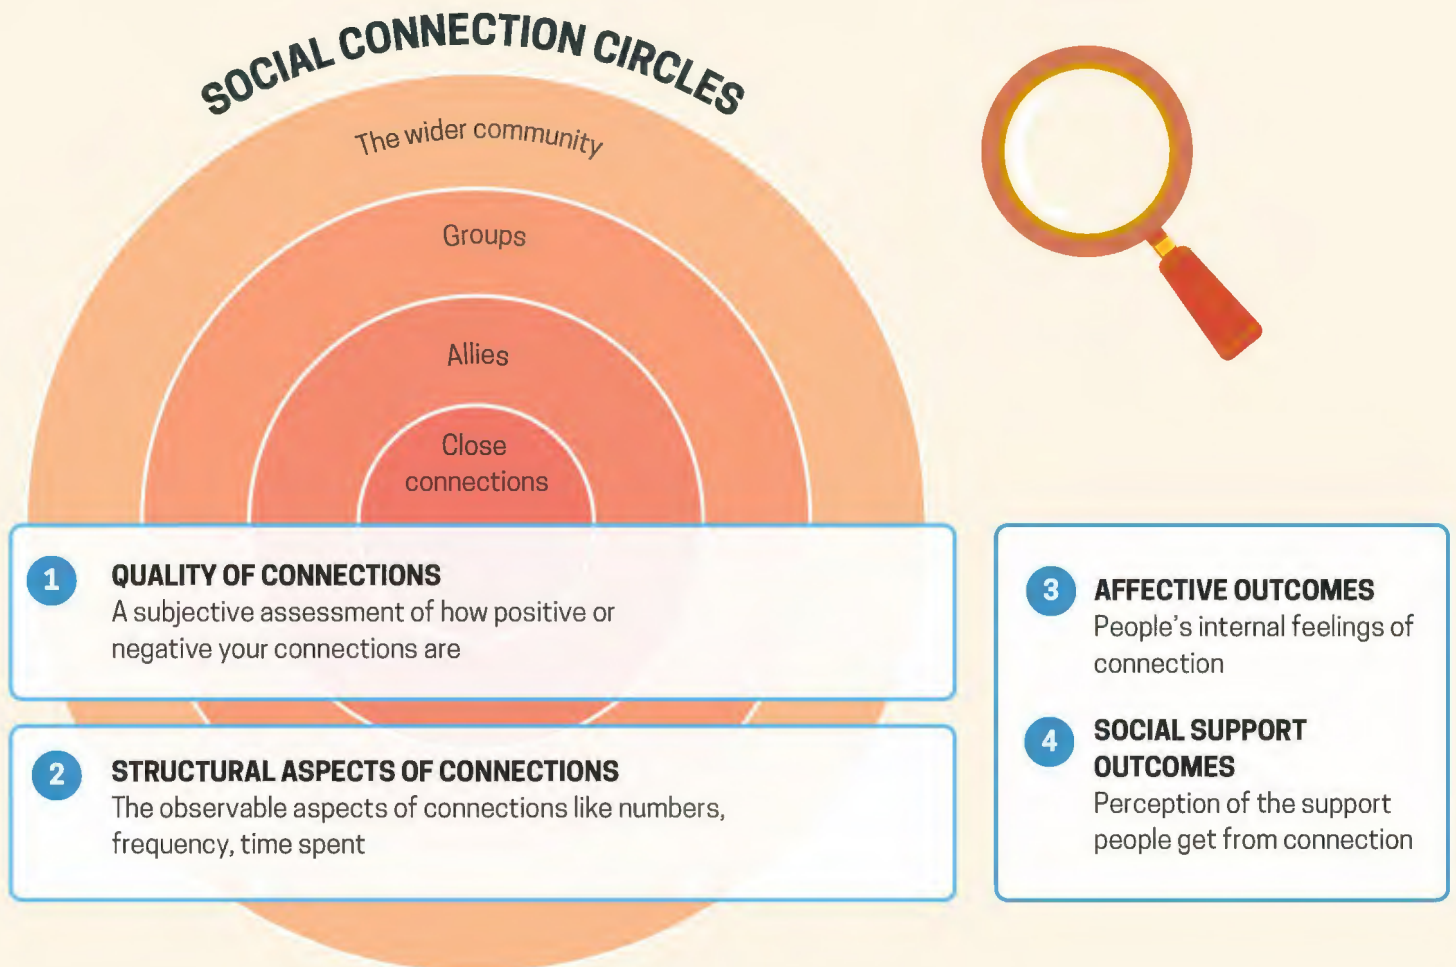 SOCIAL CONNECTION CIRCLES
The wider community
Groups
Allies
Close
connections
1
QUALITY OF CONNECTIONS
A subjective assessment of how positive or
negative your connections are
2
STRUCTURAL ASPECTS OF CONNECTIONS
The observable aspects of connections like numbers,
frequency, time spent
3
AFFECTIVE OUTCOMES
People's internal feelings of
connection
4
SOCIAL SUPPORT
OUTCOMES
Perception of the support
people get from connection